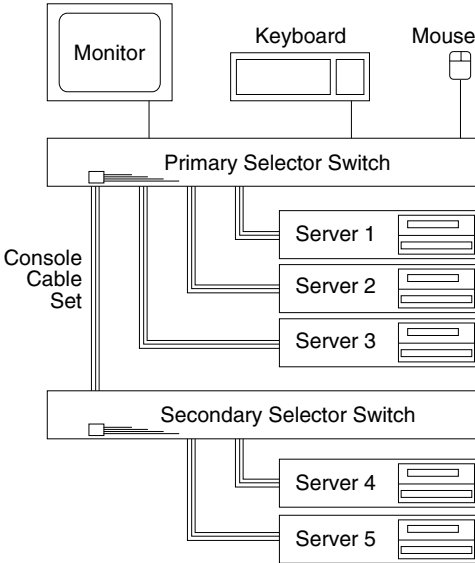 Monitor
Keyboard
Mouse
Primary Selector Switch
Server 1
Console
Cable
Set
Server 2
Server 3
Secondary Selector Switch
Server 4
Server 5